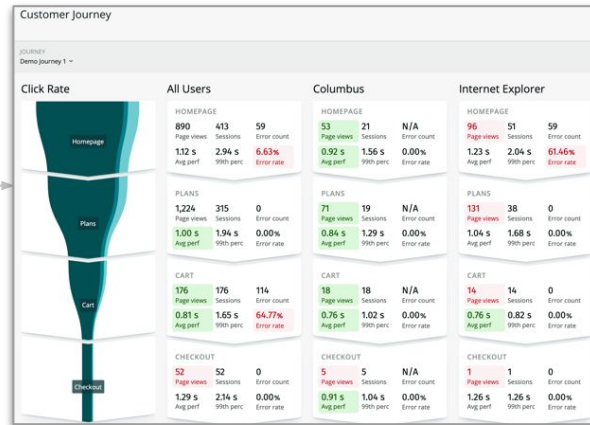 Customer Journey
JOURNEY
Demo Journey 1
Click Rate
Homepage
Plans
Cart
Checkout
All Users
HOMEPAGE
890 413 59
Page views Sessions Error count
1.12 s 2.94 s 6.63%
Avg perf 99th perc Error rate
PLANS
1,224 315 0
Page views Sessions Error count
1.00 s 1.94 s 0.00%
Avg perf 99th perc Error rate
CART
176 176 114
Page views Sessions Error count
0.81 s 1.65 s 64.77%
Avg perf 99th perc Error rate
CHECKOUT
52 52 0
Page views Sessions Error count
1.29 s 2.14 s 0.00%
Avg perf 99th perc Error rate
Columbus
HOMEPAGE
53 21 N/A
Page views Sessions Error count
0.92 s 1.56 s 0.00%
Avg perf 99th perc Error rate
PLANS
71 19 N/A
Page views Sessions Error count
0.84 s 1.29 s 0.00%
Avg perf 99th perc Error rate
CART
18 18 N/A
Page views Sessions Error count
0.76 s 1.02 s 0.00%
Avg perf 99th perc Error rate
CHECKOUT
5 5 N/A
Page views Sessions Error count
0.91 s 1.04 s 0.00%
Avg perf 99th perc Error rate
Internet Explorer
HOMEPAGE
96 51 59
Page views Sessions Error count
1.23 s 2.04 s 61.46%
Avg perf 99th perc Error rate
PLANS
131 38 0
Page views Sessions Error count
1.04 s 1.68 s 0.00%
Avg perf 99th perc Error rate
CART
14 14 0
Page views Sessions Error count
0.76 s 0.82 s 0.00%
Avg perf 99th perc Error rate
CHECKOUT
1 1 0
Page views Sessions Error count
1.26 s 1.26 s 0.00%
Avg perf 99th perc Error rate